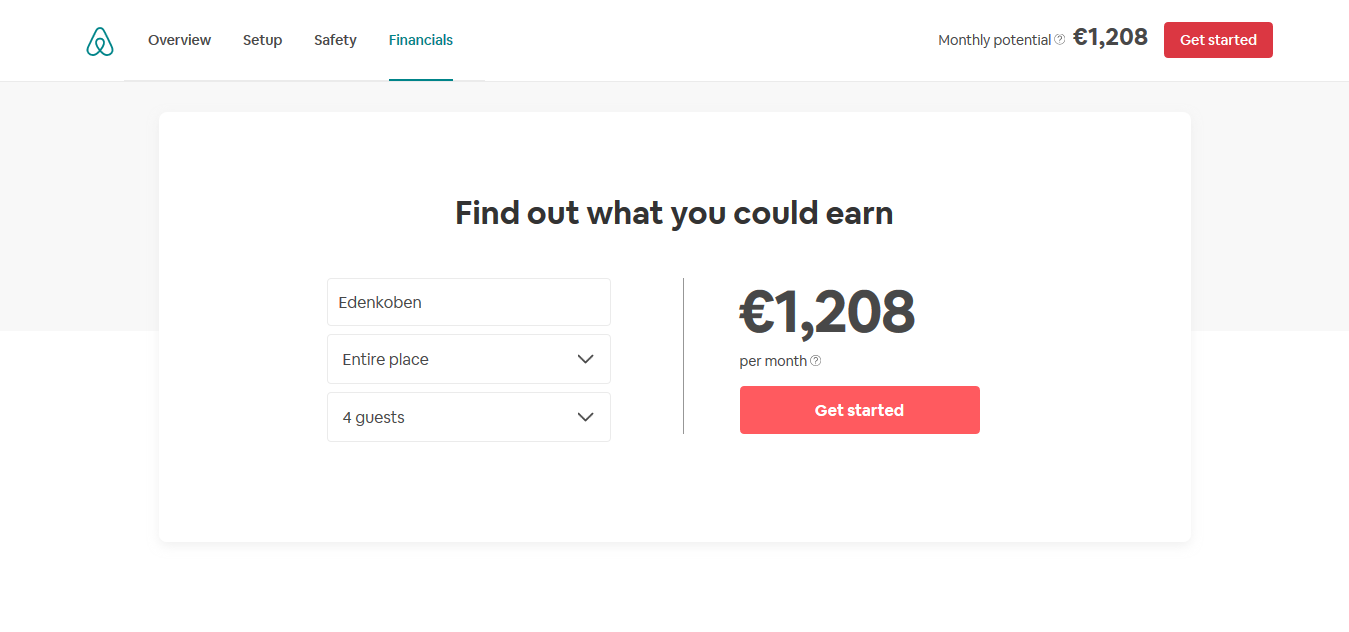 Overview Setup Safety Financials Monthly potential ? €1,208 Get started
Find out what you could earn
Edenkoben
Entire place
4 guests
€1,208
per month ?
Get started